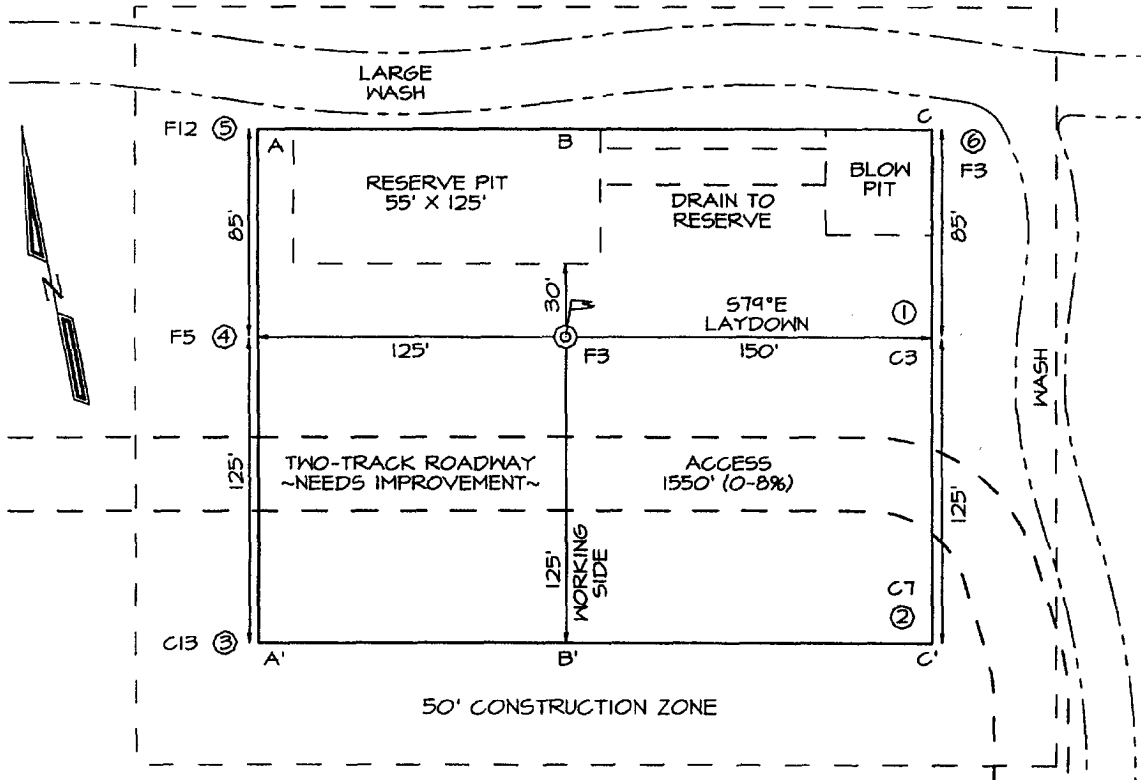 LARGE
WASH
F12 ⑤
A
B
C
⑥
F3
RESERVE PIT
55' X 125'
DRAIN TO
RESERVE
BLOW
PIT
85'
85'
30'
S79°E
LAYDOWN
①
F5 ④
125'
F3
150'
C3
N
WASH
TWO-TRACK ROADWAY
~NEEDS IMPROVEMENT~
ACCESS
1550' (0-8%)
125'
125'
125'
WORKING
SIDE
C7
②
C13 ③
A'
B'
C'
50' CONSTRUCTION ZONE